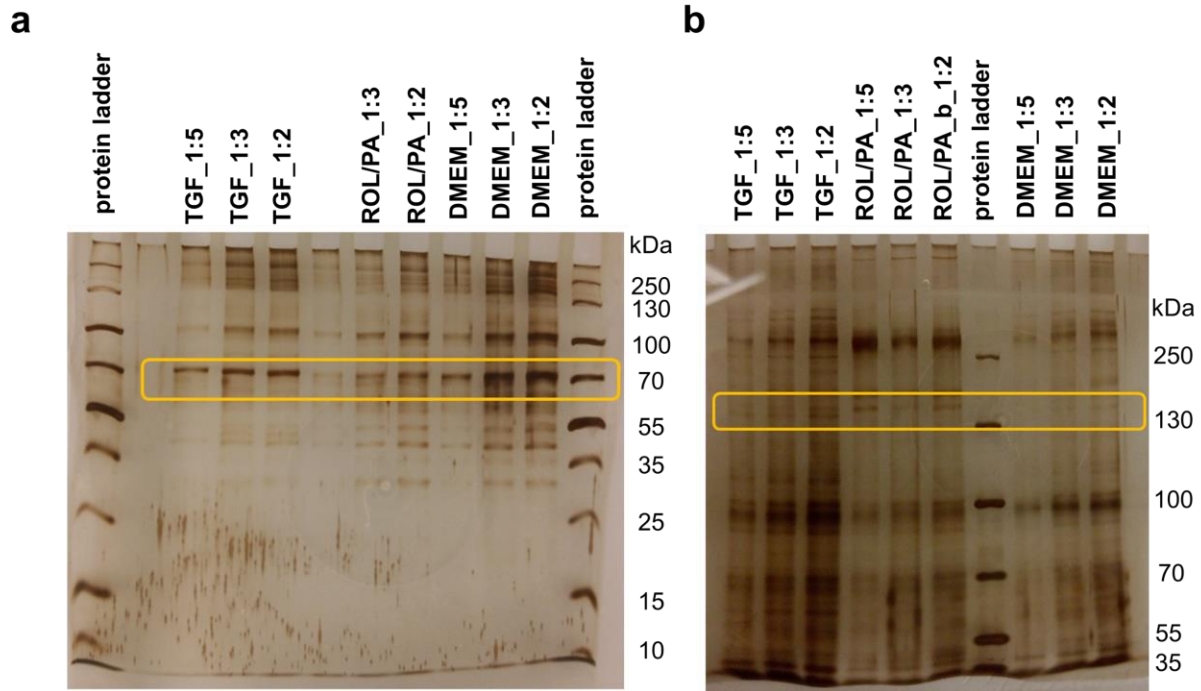 a
protein ladder
TGF_1:5
TGF_1:3
TGF_1:2
ROL/PA_1:3
ROL/PA_1:2
DMEM_1:5
DMEM_1:3
DMEM_1:2
protein ladder
kDa
250
130
100
70
55
35
25
15
10
b
TGF_1:5
TGF_1:3
TGF_1:2
ROL/PA_1:5
ROL/PA_1:3
ROL/PA_b_1:2
protein ladder
DMEM_1:5
DMEM_1:3
DMEM_1:2
kDa
250
130
100
70
55
35